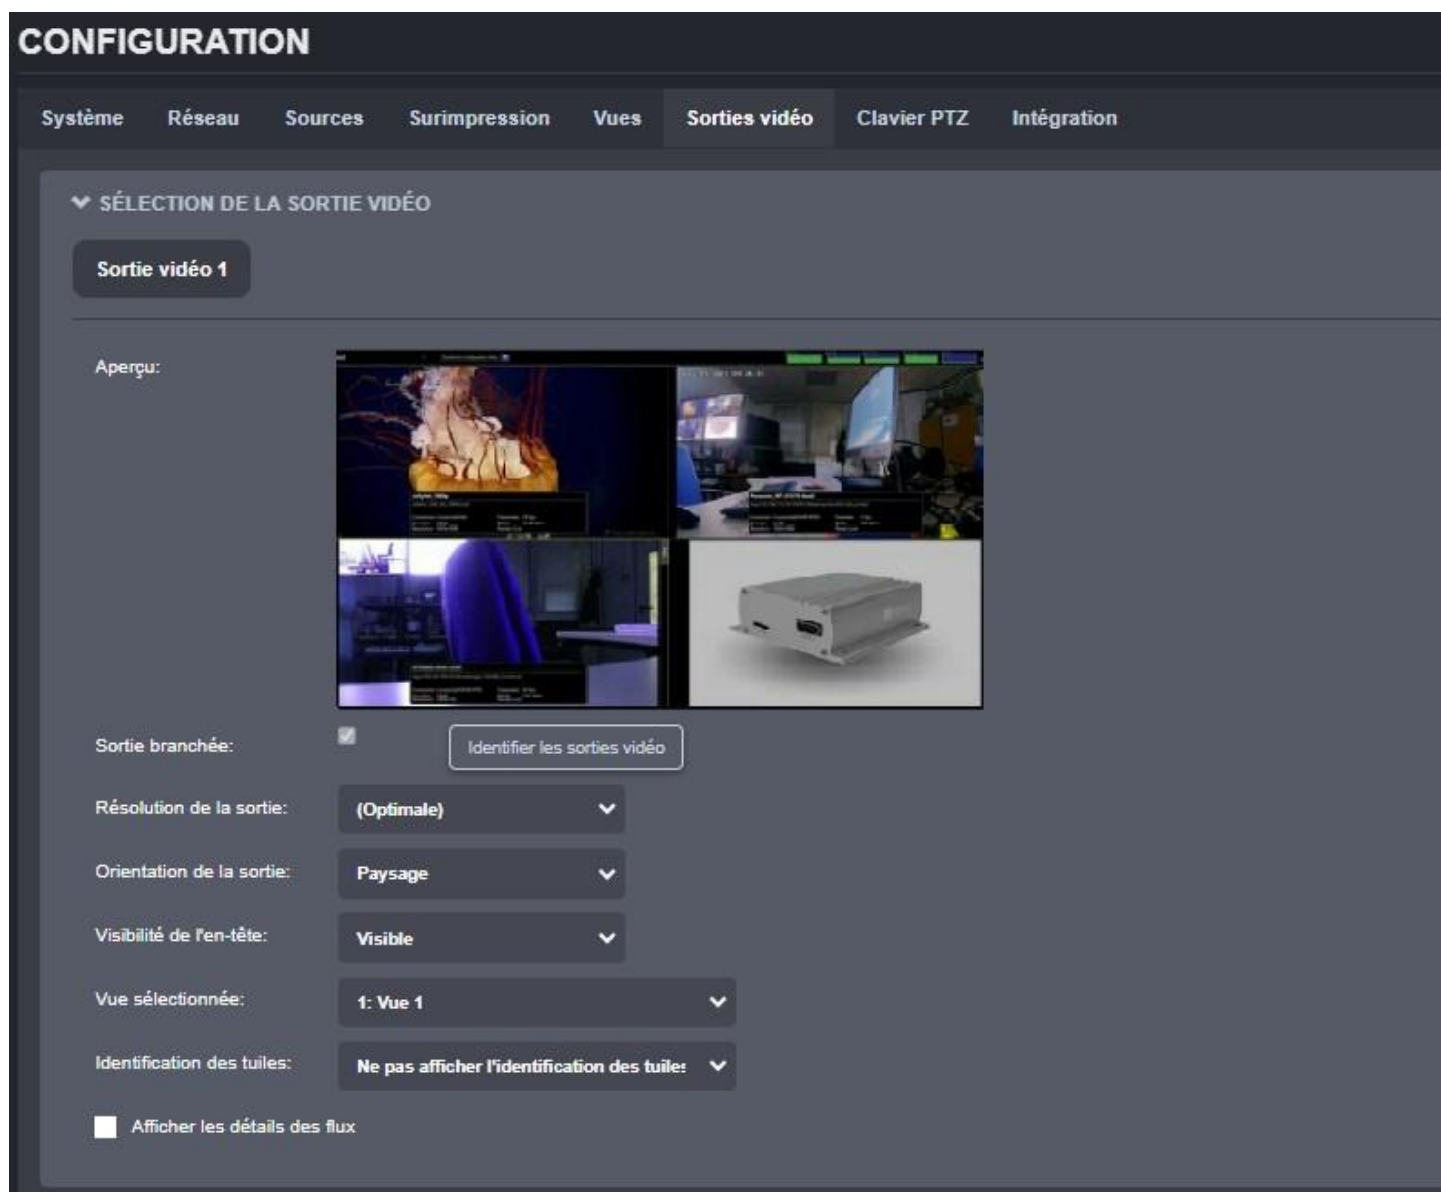 CONFIGURATION
Système Réseau Sources Surimpression Vues Sorties vidéo Clavier PTZ Intégration
SÉLECTION DE LA SORTIE VIDÉO
Sortie vidéo 1
Aperçu:
Sortie branchée:
Identifier les sorties vidéo
Résolution de la sortie: (Optimale)
Orientation de la sortie: Paysage
Visibilité de l'en-tête: Visible
Vue sélectionnée: 1: Vue 1
Identification des tuiles: Ne pas afficher l'identification des tuiles
Afficher les détails des flux